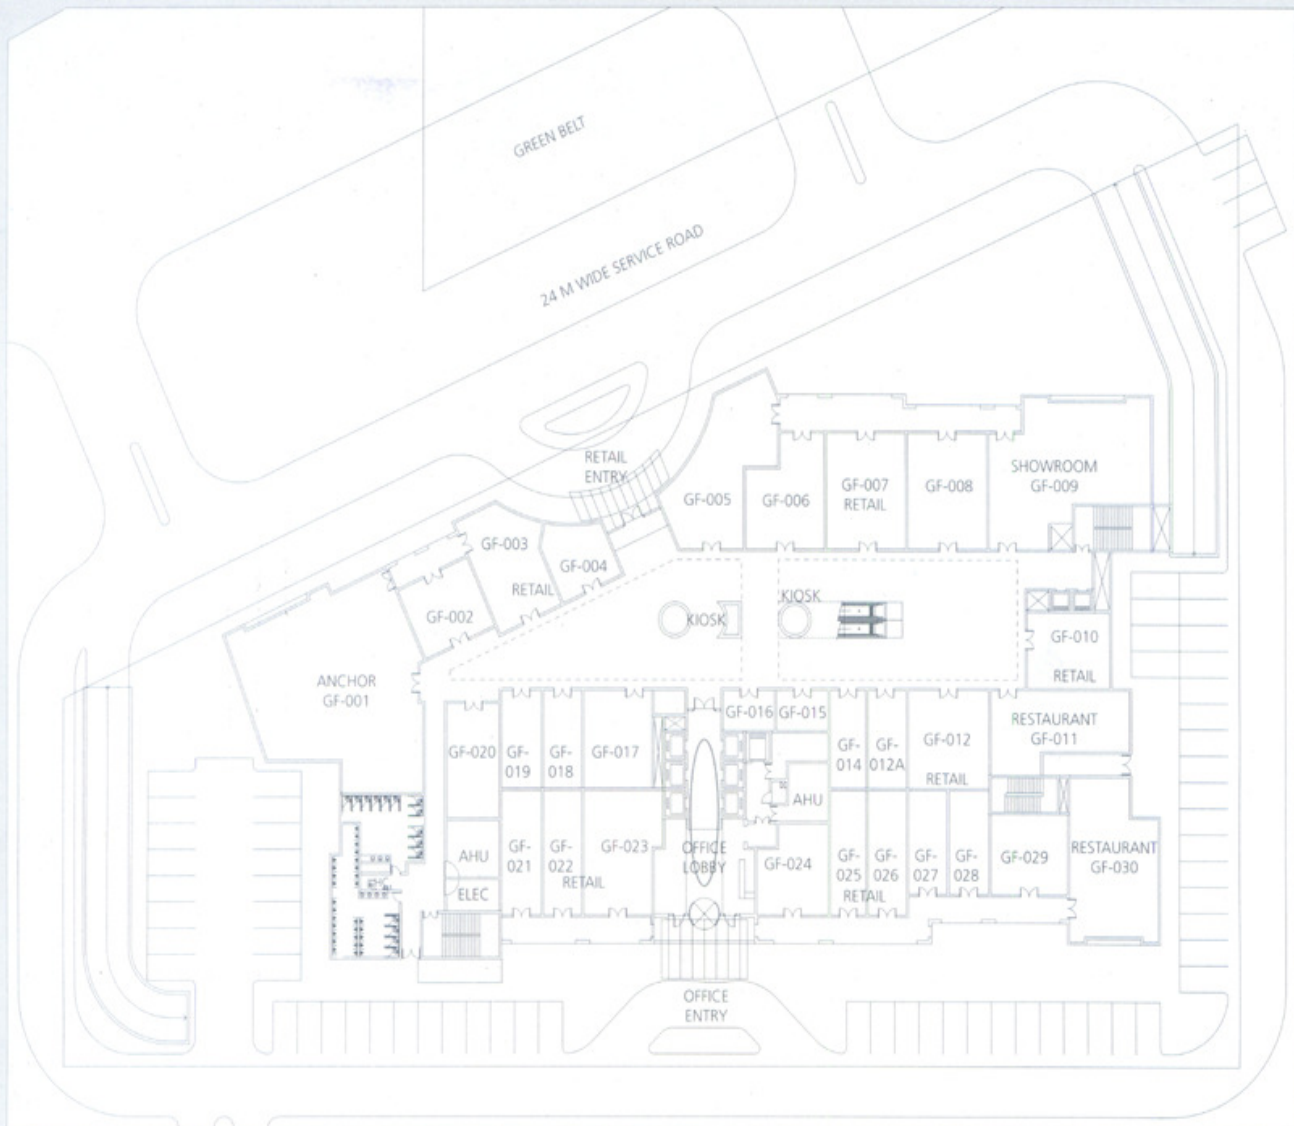 GREEN BELT
24 M WIDE SERVICE ROAD
RETAIL
ENTRY
GF-005
GF-006
GF-007
RETAIL
GF-008
SHOWROOM
GF-009
GF-003
GF-004
RETAIL
GF-002
KIOSK
KIOSK
GF-010
RETAIL
ANCHOR
GF-001
GF-020
GF-
019
GF-
018
GF-017
GF-016
GF-015
GF-
014
GF-
012A
GF-012
RETAIL
RESTAURANT
GF-011
AHU
AHU
ELEC
GF-
021
GF-
022
RETAIL
GF-023
OFFICE
LOBBY
GF-024
GF-
025
RETAIL
GF-
026
GF-
027
GF-
028
GF-029
RESTAURANT
GF-030
OFFICE
ENTRY